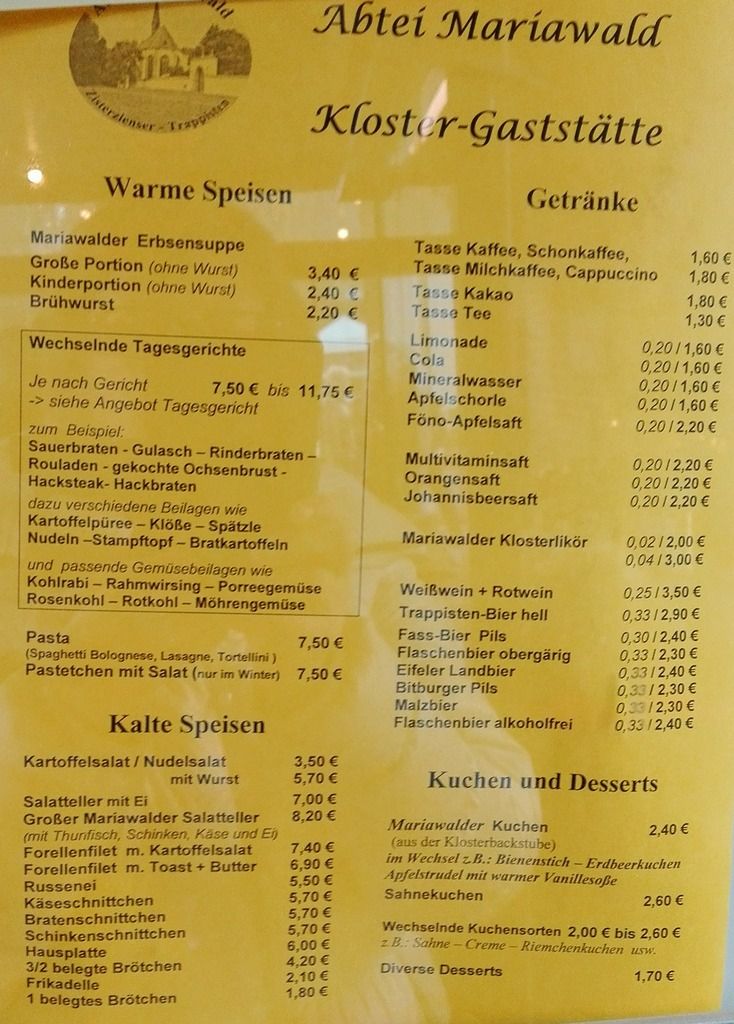 Abtei Mariawald
Zisterzienser - Trappisten
Kloster-Gaststätte
Warme Speisen
Mariawalder Erbsensuppe
Große Portion (ohne Wurst) 3,40 €
Kinderportion (ohne Wurst) 2,40 €
Brühwurst 2,20 €
Wechselnde Tagesgerichte
Je nach Gericht 7,50 € bis 11,75 €
-> siehe Angebot Tagesgericht
zum Beispiel:
Sauerbraten - Gulasch – Rinderbraten –
Rouladen - gekochte Ochsenbrust -
Hacksteak- Hackbraten
dazu verschiedene Beilagen wie
Kartoffelpüree – Klöße – Spätzle
Nudeln –Stampftopf – Bratkartoffeln
und passende Gemüsebeilagen wie
Kohlrabi – Rahmwirsing – Porreegemüse
Rosenkohl – Rotkohl – Möhrengemüse
Pasta 7,50 €
(Spaghetti Bolognese, Lasagne, Tortellini )
Pastetchen mit Salat (nur im Winter) 7,50 €
Kalte Speisen
Kartoffelsalat / Nudelsalat 3,50 €
mit Wurst 5,70 €
Salatteller mit Ei 7,00 €
Großer Mariawalder Salatteller 8,20 €
(mit Thunfisch, Schinken, Käse und Ei)
Forellenfilet m. Kartoffelsalat 7,40 €
Forellenfilet m. Toast + Butter 6,90 €
Russenei 5,50 €
Käseschnittchen 5,70 €
Bratenschnittchen 5,70 €
Schinkenschnittchen 5,70 €
Hausplatte 6,00 €
3/2 belegte Brötchen 4,20 €
Frikadelle 2,10 €
1 belegtes Brötchen 1,80 €
Getränke
Tasse Kaffee, Schonkaffee, 1,60 €
Tasse Milchkaffee, Cappuccino 1,80 €
Tasse Kakao 1,80 €
Tasse Tee 1,30 €
Limonade 0,20 / 1,60 €
Cola 0,20 / 1,60 €
Mineralwasser 0,20 / 1,60 €
Apfelschorle 0,20 / 1,60 €
Föno-Apfelsaft 0,20 / 2,20 €
Multivitaminsaft 0,20 / 2,20 €
Orangensaft 0,20 / 2,20 €
Johannisbeersaft 0,20 / 2,20 €
Mariawalder Klosterlikör 0,02 / 2,00 €
0,04 / 3,00 €
Weißwein + Rotwein 0,25 / 3,50 €
Trappisten-Bier hell 0,33 / 2,90 €
Fass-Bier Pils 0,30 / 2,40 €
Flaschenbier obergärig 0,33 / 2,30 €
Eifeler Landbier 0,33 / 2,40 €
Bitburger Pils 0,33 / 2,30 €
Malzbier 0,33 / 2,30 €
Flaschenbier alkoholfrei 0,33 / 2,40 €
Kuchen und Desserts
Mariawalder Kuchen 2,40 €
(aus der Klosterbackstube)
im Wechsel z.B.: Bienenstich – Erdbeerkuchen
Apfelstrudel mit warmer Vanillesoße
Sahnekuchen 2,60 €
Wechselnde Kuchensorten 2,00 € bis 2,60 €
z.B.: Sahne – Creme – Riemchenkuchen usw.
Diverse Desserts 1,70 €